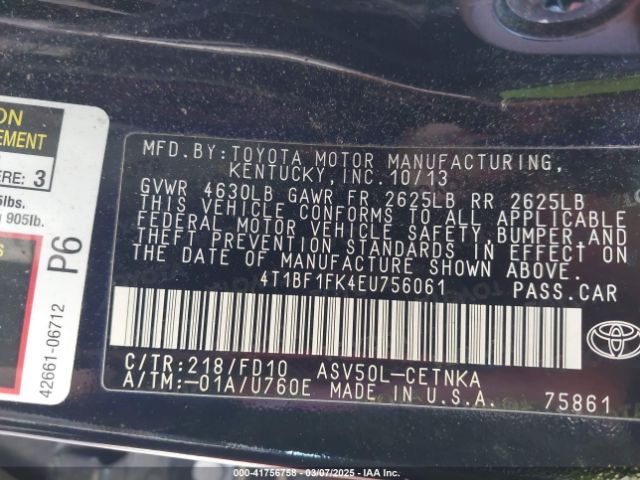 ON
EMENT
ERE: 3
lbs.
905lb.
P6
42661-06712
MFD.BY:TOYOTA MOTOR MANUFACTURING,
KENTUCKY,INC.10/13
GVWR 4630LB GAWR FR 2625LB RR 2625LB
THIS VEHICLE CONFORMS TO ALL APPLICABLE
FEDERAL MOTOR VEHICLE SAFETY,BUMPER,AND
THEFT PREVENTION STANDARDS IN EFFECT ON
THE DATE OF MANUFACTURE SHOWN ABOVE.
4T1BF1FK4EU756061 PASS.CAR
C/TR:218/FD10 ASV50L-CETNKA
A/TM:-01A/U760E MADE IN U.S.A. 75861
TOYOTA
000-41756758 - 03/07/2025 - IAA Inc.